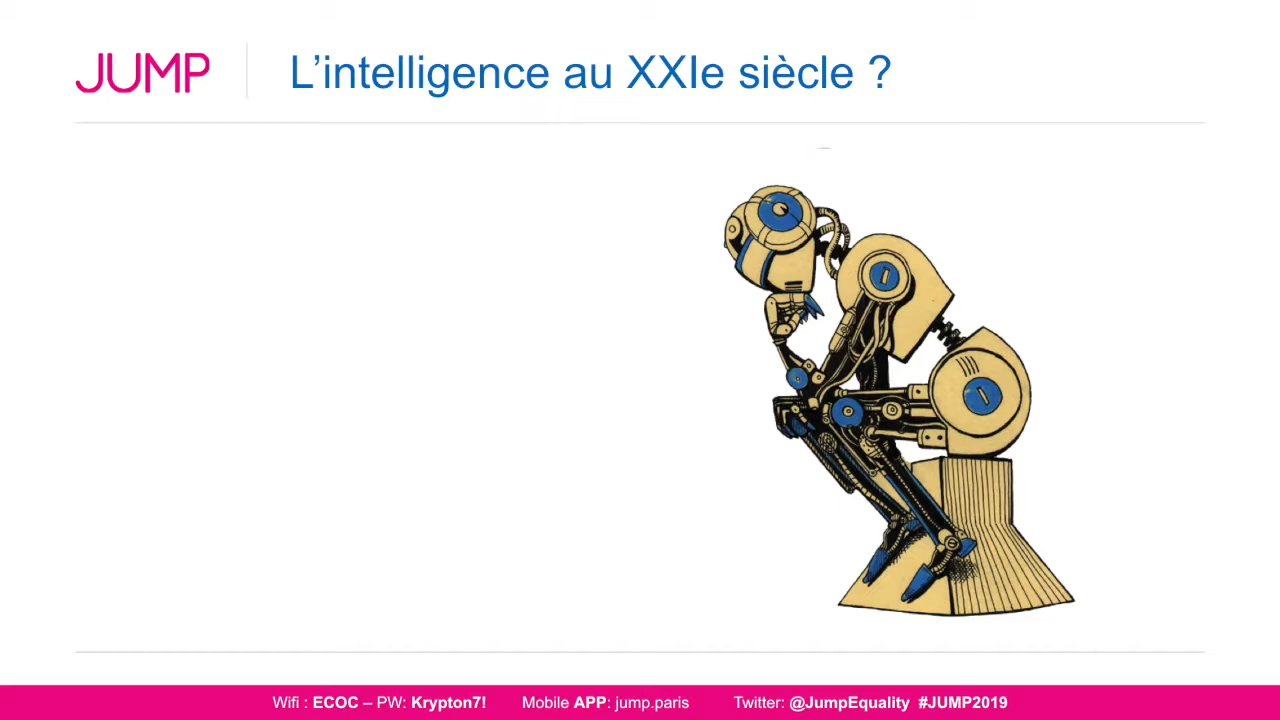 JUMP
L’intelligence au XXIe siècle ?
Wifi : ECOC – PW: Krypton7! Mobile APP: jump.paris Twitter: @JumpEquality #JUMP2019